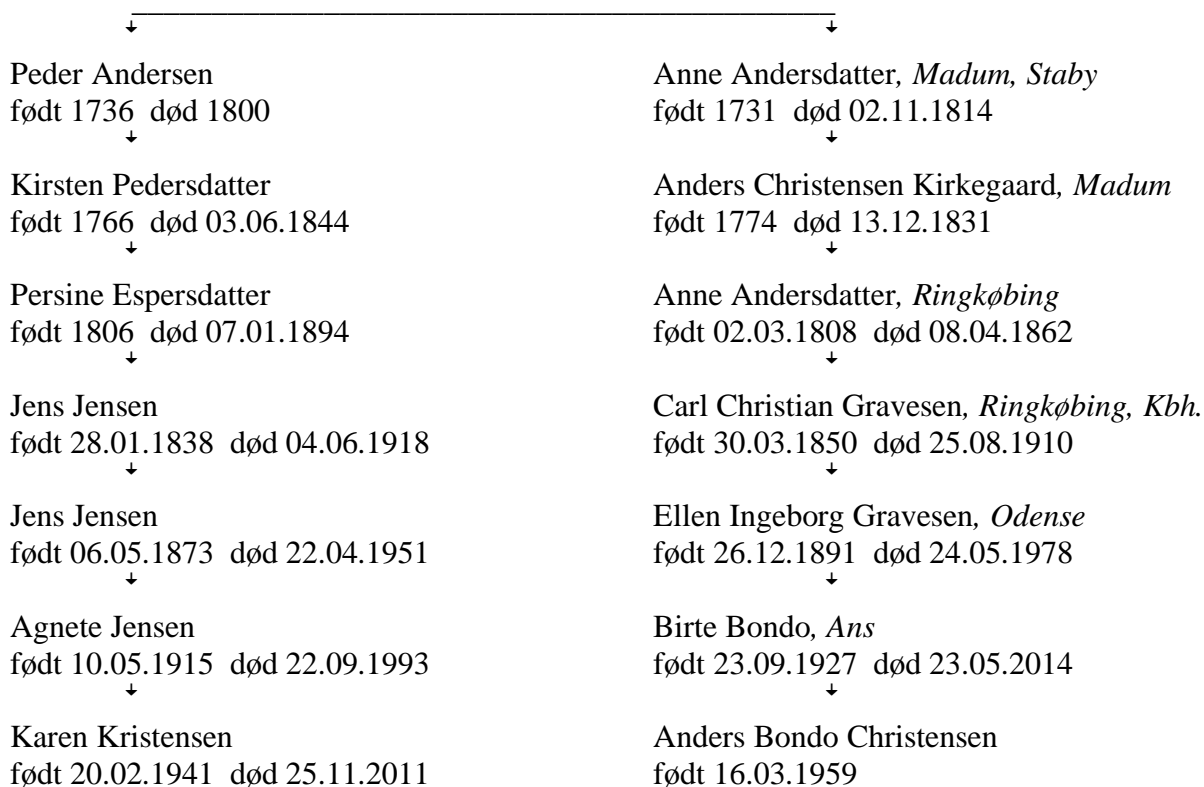 Peder Andersen
født 1736 død 1800
Kirsten Pedersdatter
født 1766 død 03.06.1844
Persine Espersdatter
født 1806 død 07.01.1894
Jens Jensen
født 28.01.1838 død 04.06.1918
Jens Jensen
født 06.05.1873 død 22.04.1951
Agnete Jensen
født 10.05.1915 død 22.09.1993
Karen Kristensen
født 20.02.1941 død 25.11.2011
Anne Andersdatter, Madum, Staby
født 1731 død 02.11.1814
Anders Christensen Kirkegaard, Madum
født 1774 død 13.12.1831
Anne Andersdatter, Ringkøbing
født 02.03.1808 død 08.04.1862
Carl Christian Gravesen, Ringkøbing, Kbh.
født 30.03.1850 død 25.08.1910
Ellen Ingeborg Gravesen, Odense
født 26.12.1891 død 24.05.1978
Birte Bondo, Ans
født 23.09.1927 død 23.05.2014
Anders Bondo Christensen
født 16.03.1959